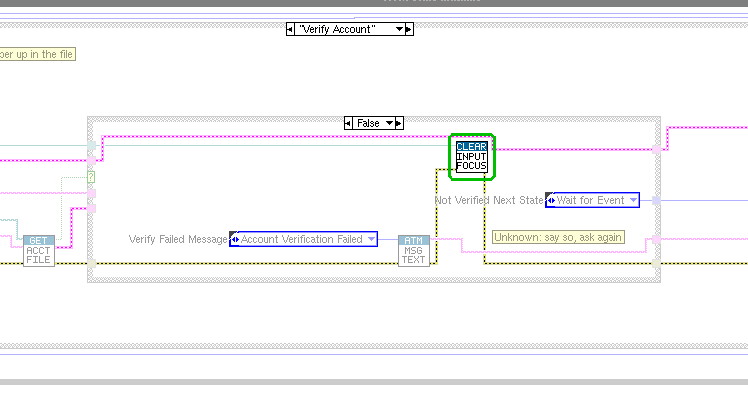 "Verify Account"
per up in the file
False
CLEAR
INPUT
FOCUS
Not Verified Next State
Wait for Event
?
Verify Failed Message
Account Verification Failed
Unknown: say so, ask again
GET
ACCT
FILE
ATM
MSG
TEXT